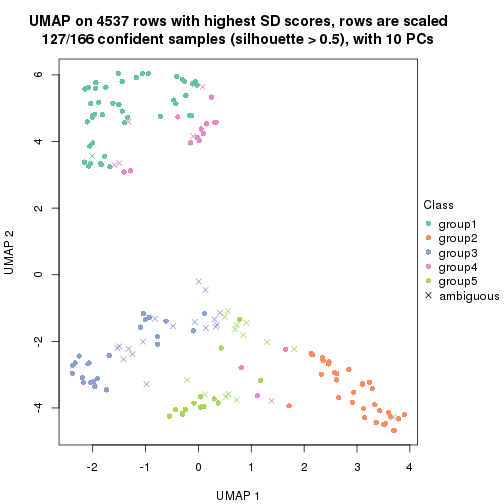 UMAP on 4537 rows with highest SD scores, rows are scaled
127/166 confident samples (silhouette > 0.5), with 10 PCs
6
4
2
0
-2
-4
UMAP 2
-2
-1
0
1
2
3
4
UMAP 1
Class
group1
group2
group3
group4
group5
ambiguous